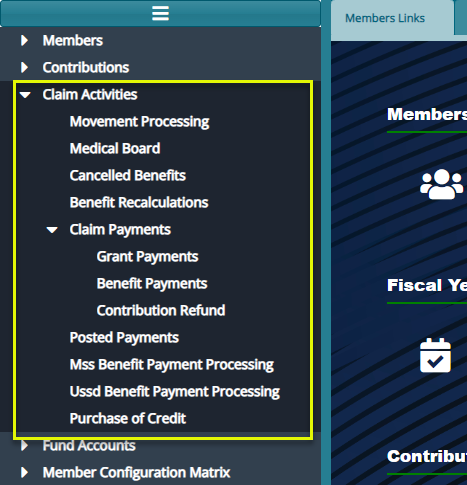 Members
Contributions
Claim Activities
Movement Processing
Medical Board
Cancelled Benefits
Benefit Recalculations
Claim Payments
Grant Payments
Benefit Payments
Contribution Refund
Posted Payments
Mss Benefit Payment Processing
Ussd Benefit Payment Processing
Purchase of Credit
Fund Accounts
Member Configuration Matrix
Members Links
Members
Fiscal Ye
Contribu